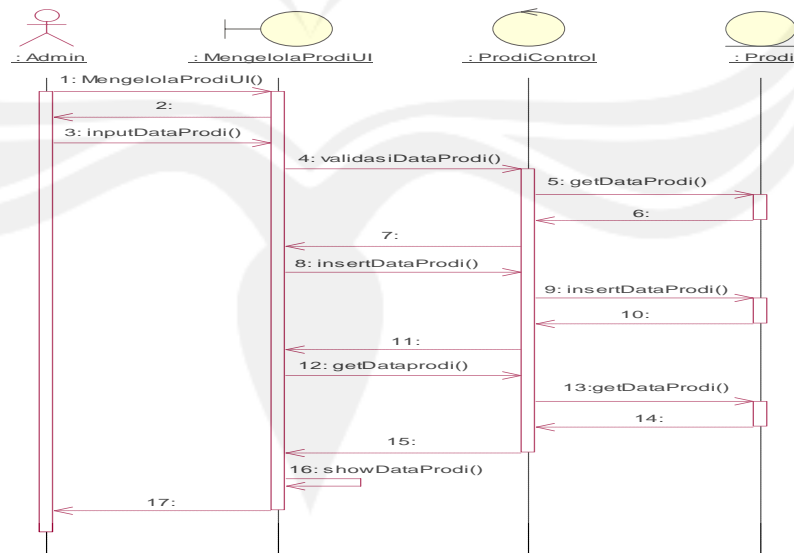 : Admin
: MengelolaProdiUI
: ProdiControl
: Prodi
1: MengelolaProdiUI()
2:
3: inputDataProdi()
4: validasiDataProdi()
5: getDataProdi()
6:
7:
8: insertDataProdi()
9: insertDataProdi()
10:
11:
12: getDataprodi()
13:getDataProdi()
14:
15:
16: showDataProdi()
17: